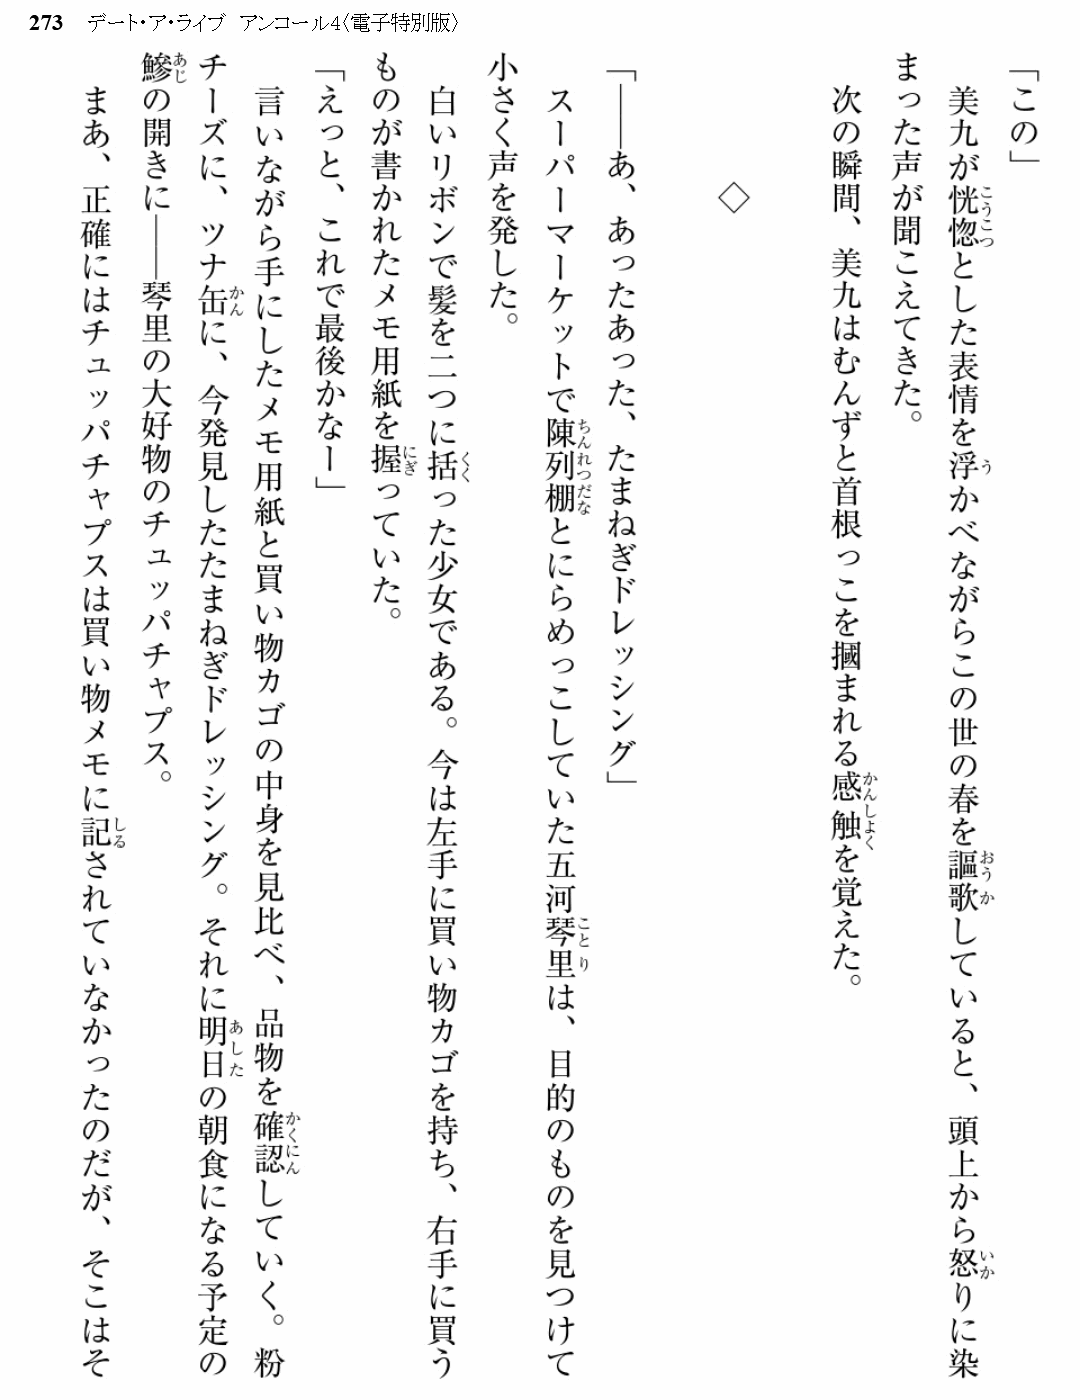 273 デート・ア・ライブ アンコール4〈電子特別版〉
「この」
美九が恍惚とした表情を浮かべながらこの世の春を謳歌していると、頭上から怒りに染
まった声が聞こえてきた。
次の瞬間、美九はむんずと首根っこを摑まれる感触を覚えた。
◇
「──あ、あったあった、たまねぎドレッシング」
スーパーマーケットで陳列棚とにらめっこしていた五河琴里は、目的のものを見つけて
小さく声を発した。
白いリボンで髪を二つに括った少女である。今は左手に買い物カゴを持ち、右手に買う
ものが書かれたメモ用紙を握っていた。
「えっと、これで最後かなー」
言いながら手にしたメモ用紙と買い物カゴの中身を見比べ、品物を確認していく。粉
チーズに、ツナ缶に、今発見したたまねぎドレッシング。それに明日の朝食になる予定の
鯵の開きに──琴里の大好物のチュッパチャプス。
まあ、正確にはチュッパチャプスは買い物メモに記されていなかったのだが、そこはそ